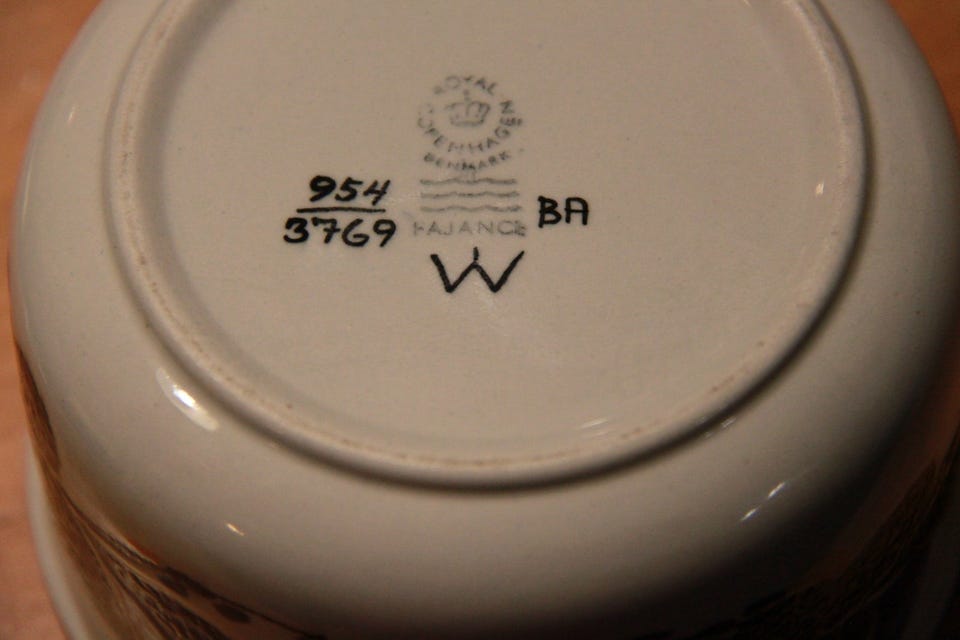 ROYAL COPENHAGEN
DENMARK
954
3769
FAJANCE
BA
W